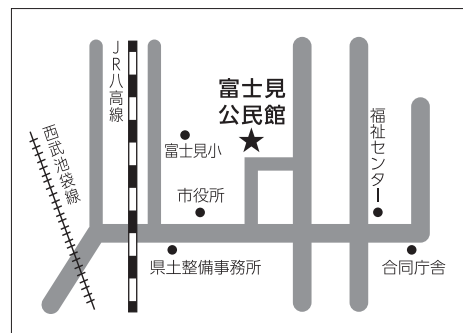 JR八高線
西武池袋線
富士見
公民館
富士見小
市役所
県土整備事務所
福祉センター
合同庁舎